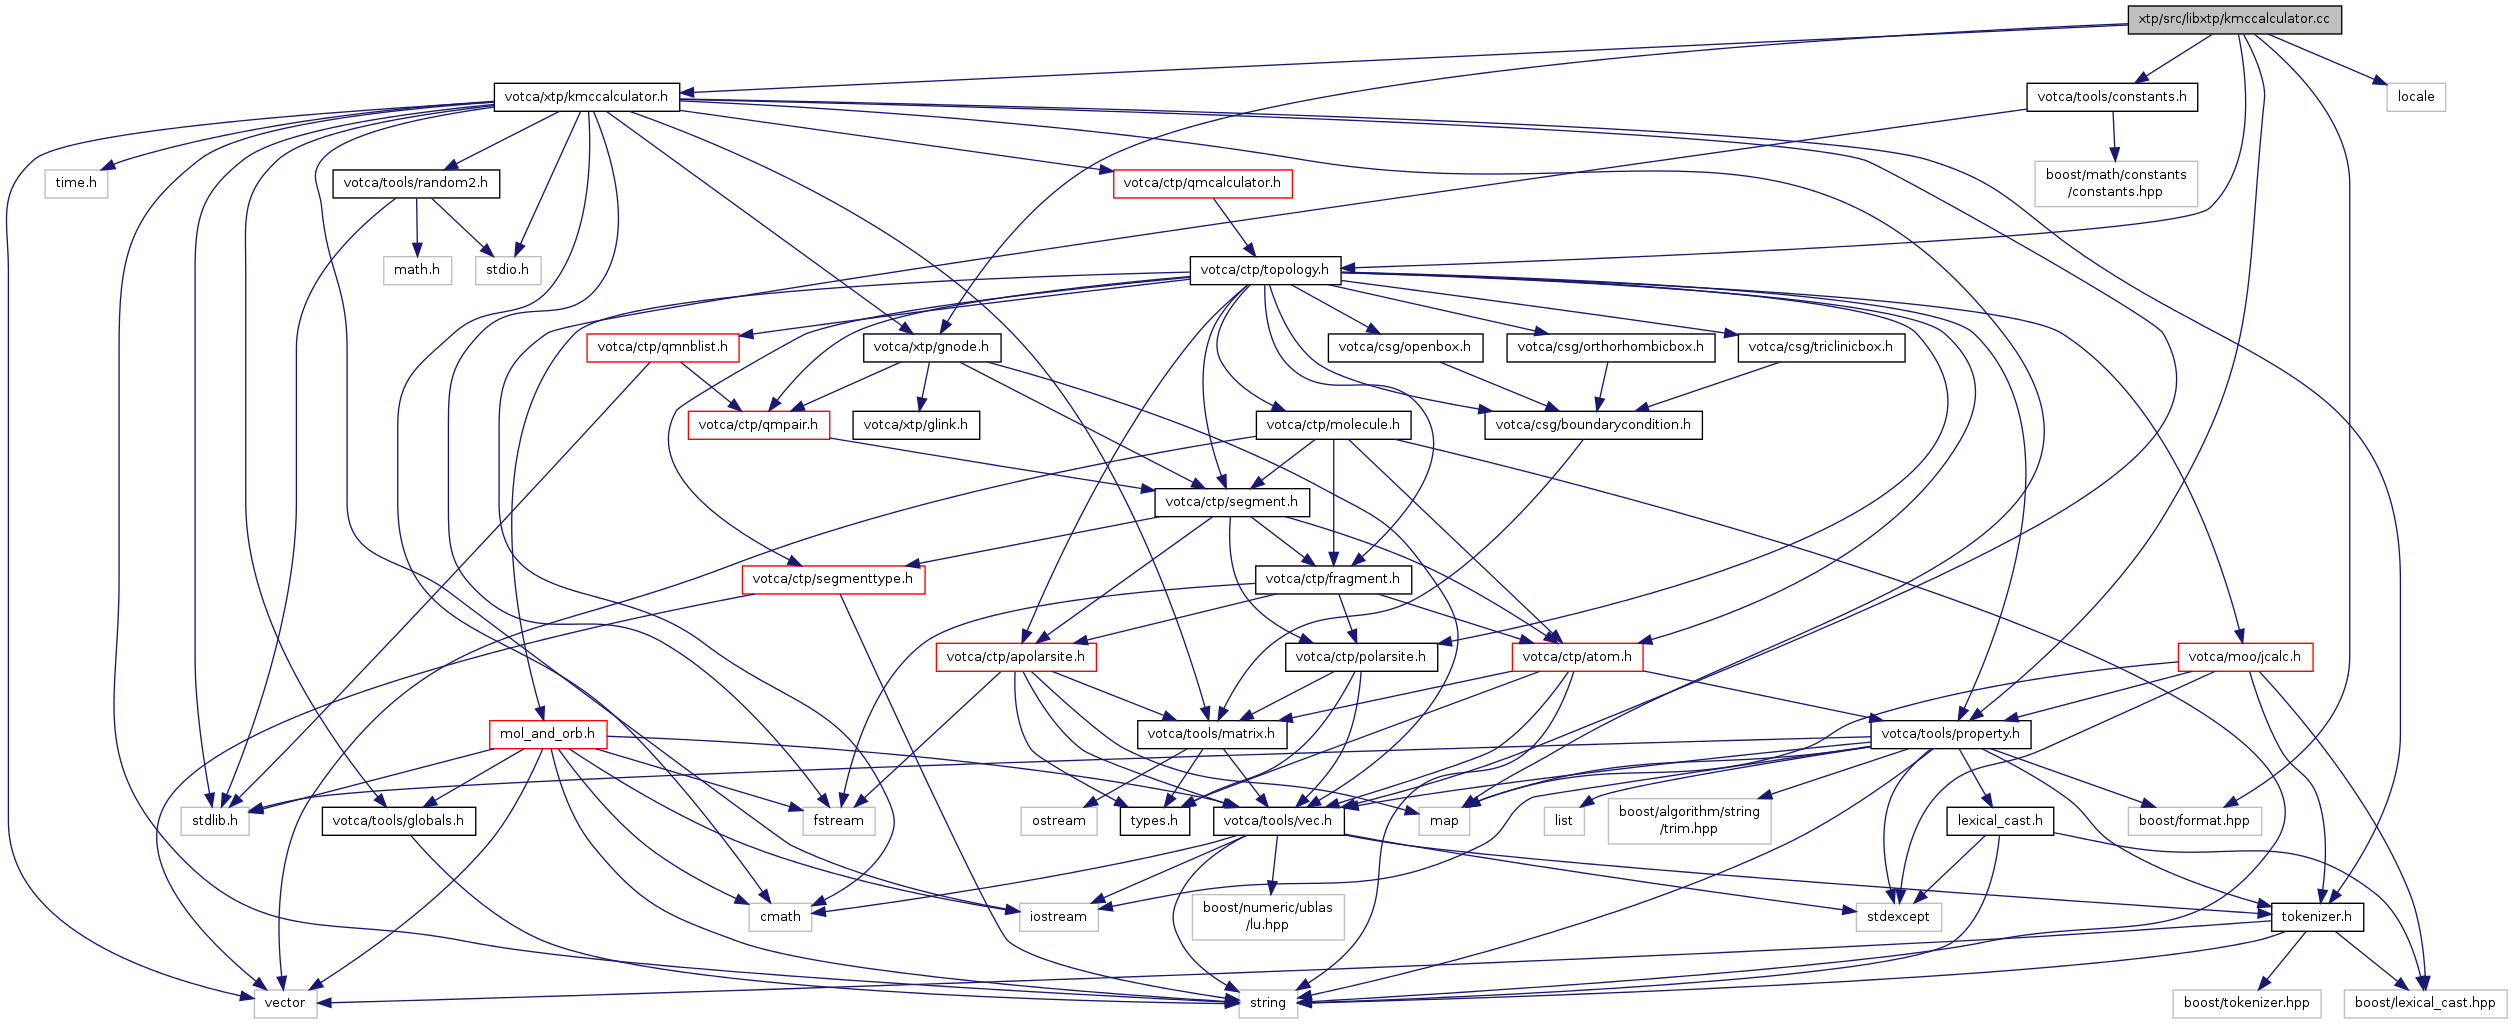 xtp/src/libxtp/kmccalculator.cc
votca/xtp/kmccalculator.h
votca/tools/constants.h
locale
time.h
votca/tools/random2.h
votca/ctp/qmcalculator.h
boost/math/constants
/constants.hpp
math.h
stdio.h
votca/ctp/topology.h
votca/ctp/qmnblist.h
votca/xtp/gnode.h
votca/csg/openbox.h
votca/csg/orthorhombicbox.h
votca/csg/triclinicbox.h
votca/ctp/qmpair.h
votca/xtp/glink.h
votca/ctp/molecule.h
votca/csg/boundarycondition.h
votca/ctp/segment.h
votca/ctp/segmenttype.h
votca/ctp/fragment.h
votca/ctp/apolarsite.h
votca/ctp/polarsite.h
votca/ctp/atom.h
votca/moo/jcalc.h
mol_and_orb.h
votca/tools/matrix.h
votca/tools/property.h
stdlib.h
votca/tools/globals.h
fstream
ostream
types.h
votca/tools/vec.h
map
list
boost/algorithm/string
/trim.hpp
lexical_cast.h
boost/format.hpp
cmath
iostream
boost/numeric/ublas
/lu.hpp
stdexcept
tokenizer.h
vector
string
boost/tokenizer.hpp
boost/lexical_cast.hpp